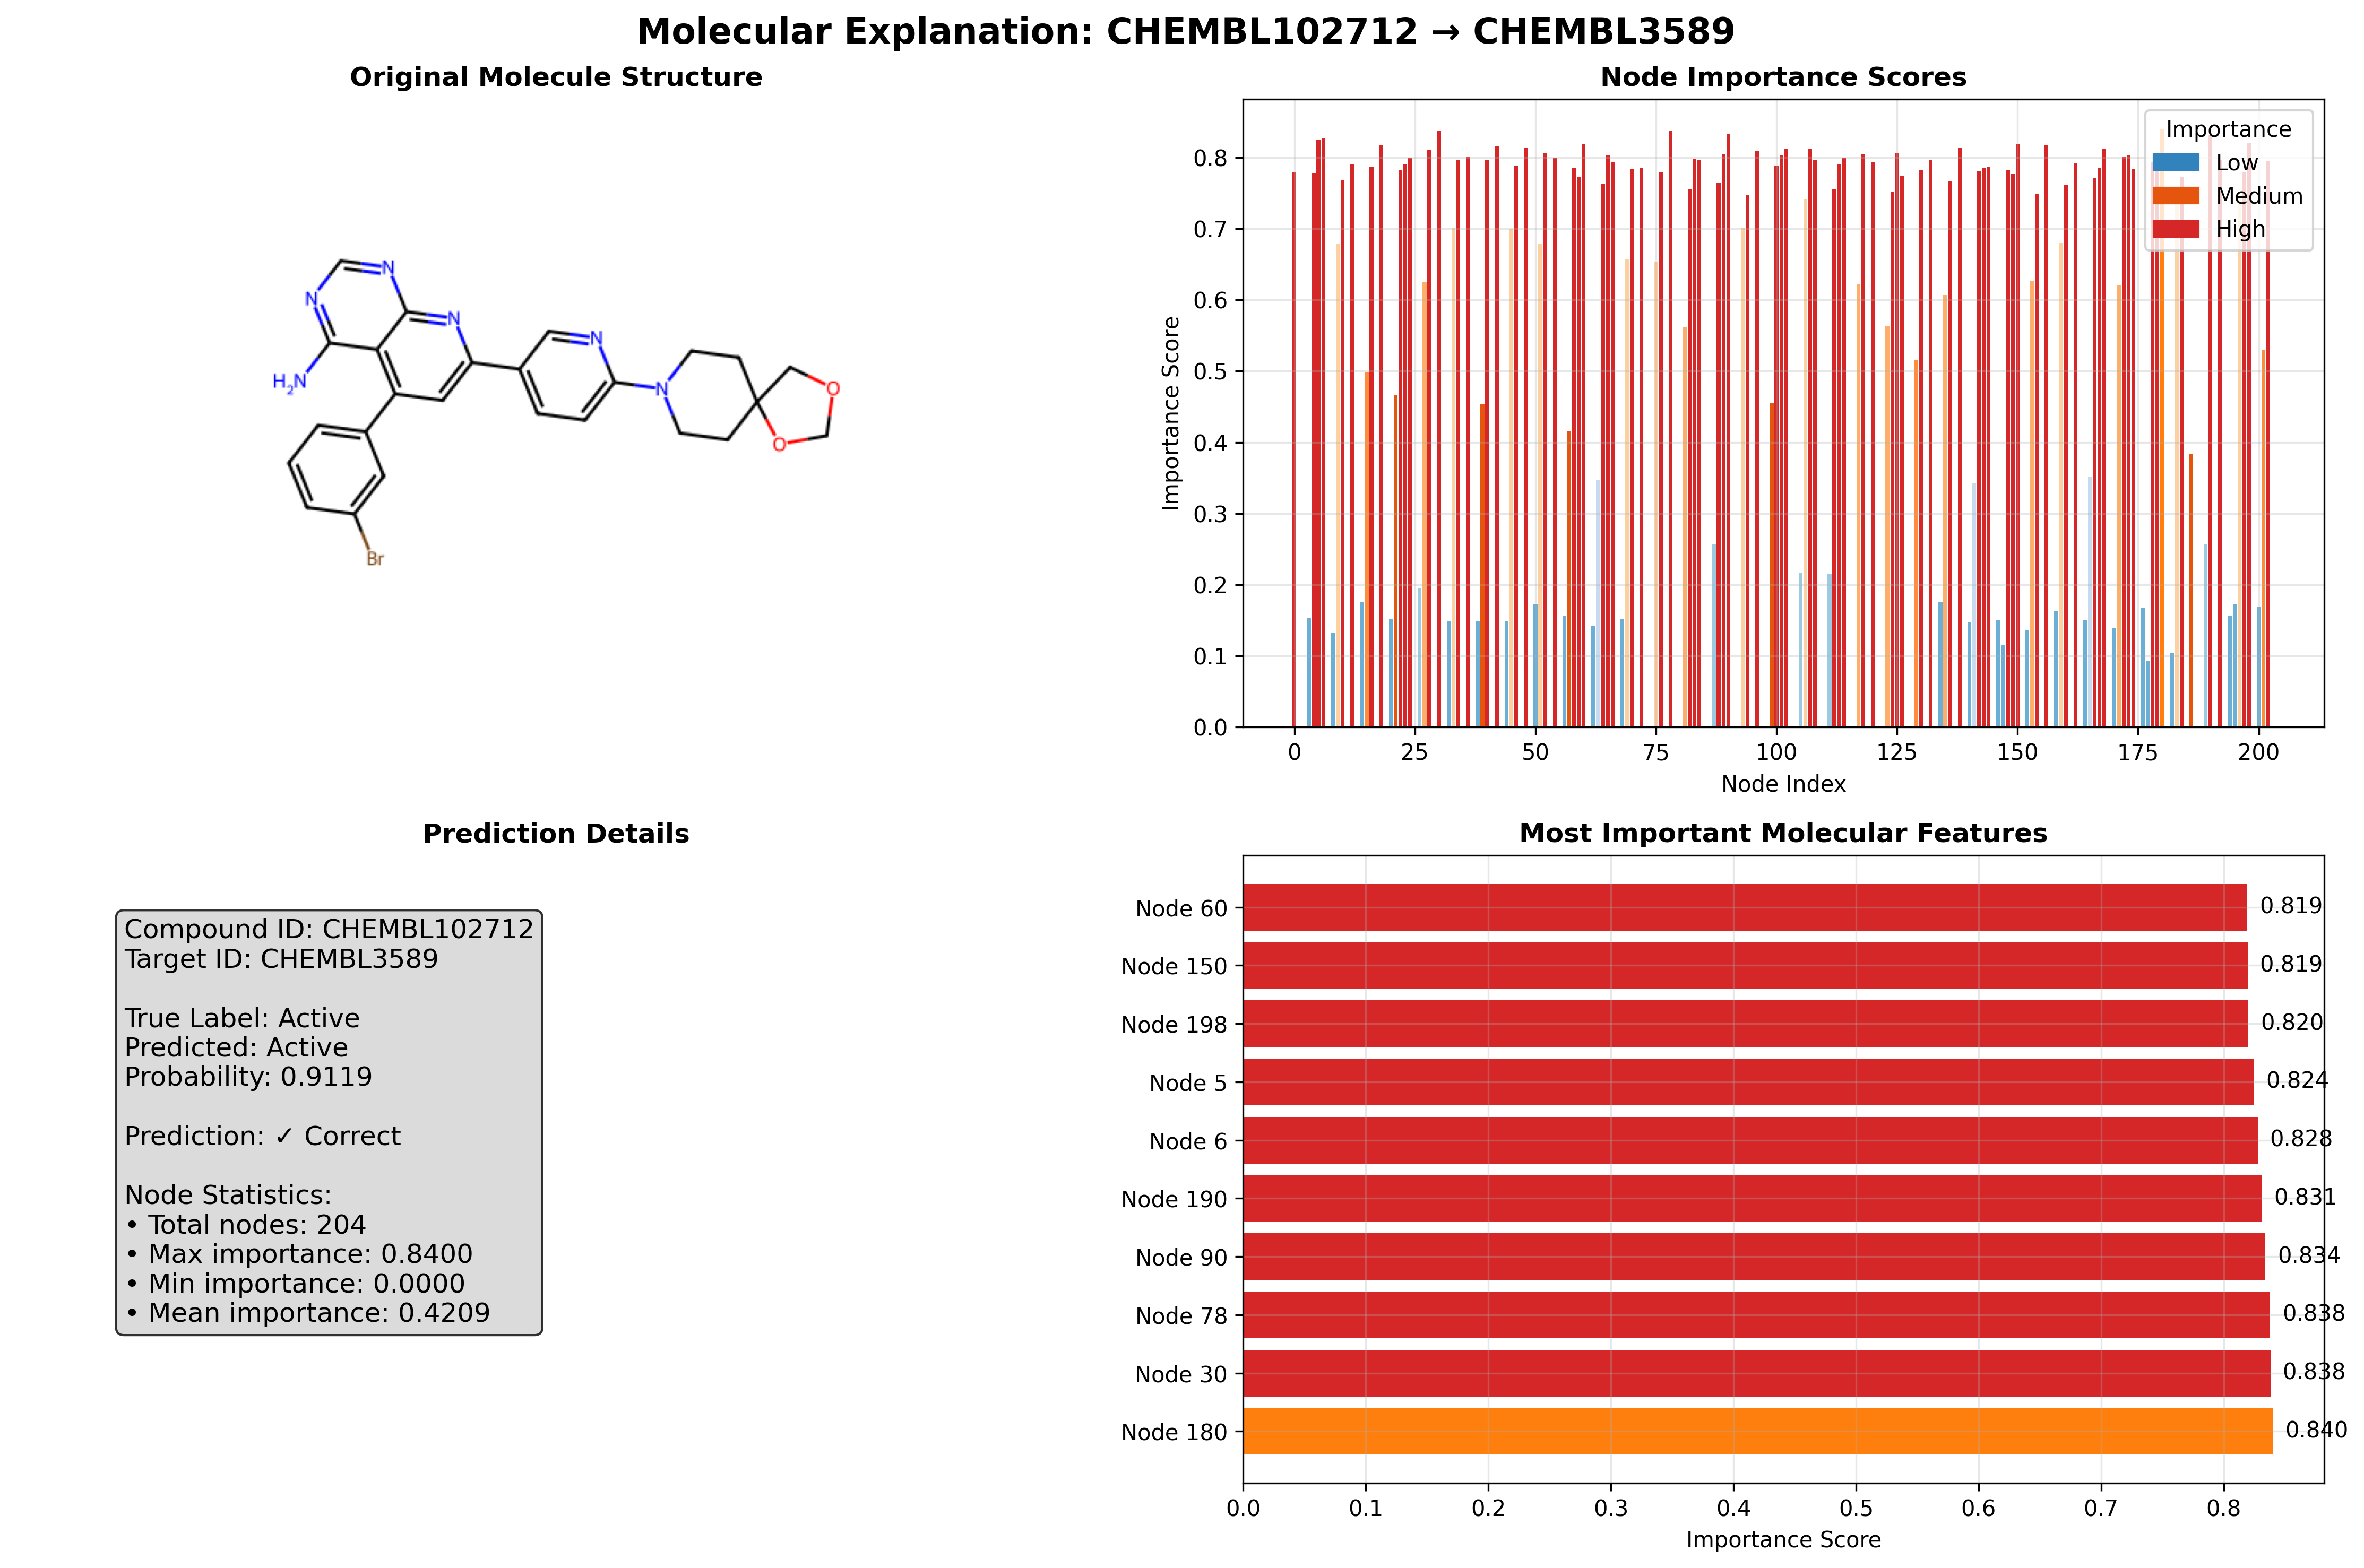 Molecular Explanation: CHEMBL102712 → CHEMBL3589
Original Molecule Structure
N
N
N
H2N
N
N
O
O
Br
Node Importance Scores
Importance
Low
Medium
High
Importance Score
0.8
0.7
0.6
0.5
0.4
0.3
0.2
0.1
0.0
0 25 50 75 100 125 150 175 200
Node Index
Prediction Details
Compound ID: CHEMBL102712
Target ID: CHEMBL3589
True Label: Active
Predicted: Active
Probability: 0.9119
Prediction: ✓ Correct
Node Statistics:
• Total nodes: 204
• Max importance: 0.8400
• Min importance: 0.0000
• Mean importance: 0.4209
Most Important Molecular Features
Node 60 0.819
Node 150 0.819
Node 198 0.820
Node 5 0.824
Node 6 0.828
Node 190 0.831
Node 90 0.834
Node 78 0.838
Node 30 0.838
Node 180 0.840
0.0 0.1 0.2 0.3 0.4 0.5 0.6 0.7 0.8
Importance Score